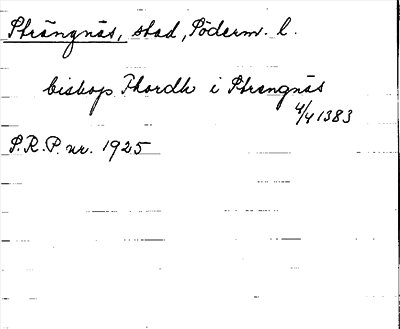 Strängnäs, stad, Söderm. l.
biskop Thordh i Strengnäs
4/4 1383
S.R.P. nr. 1925